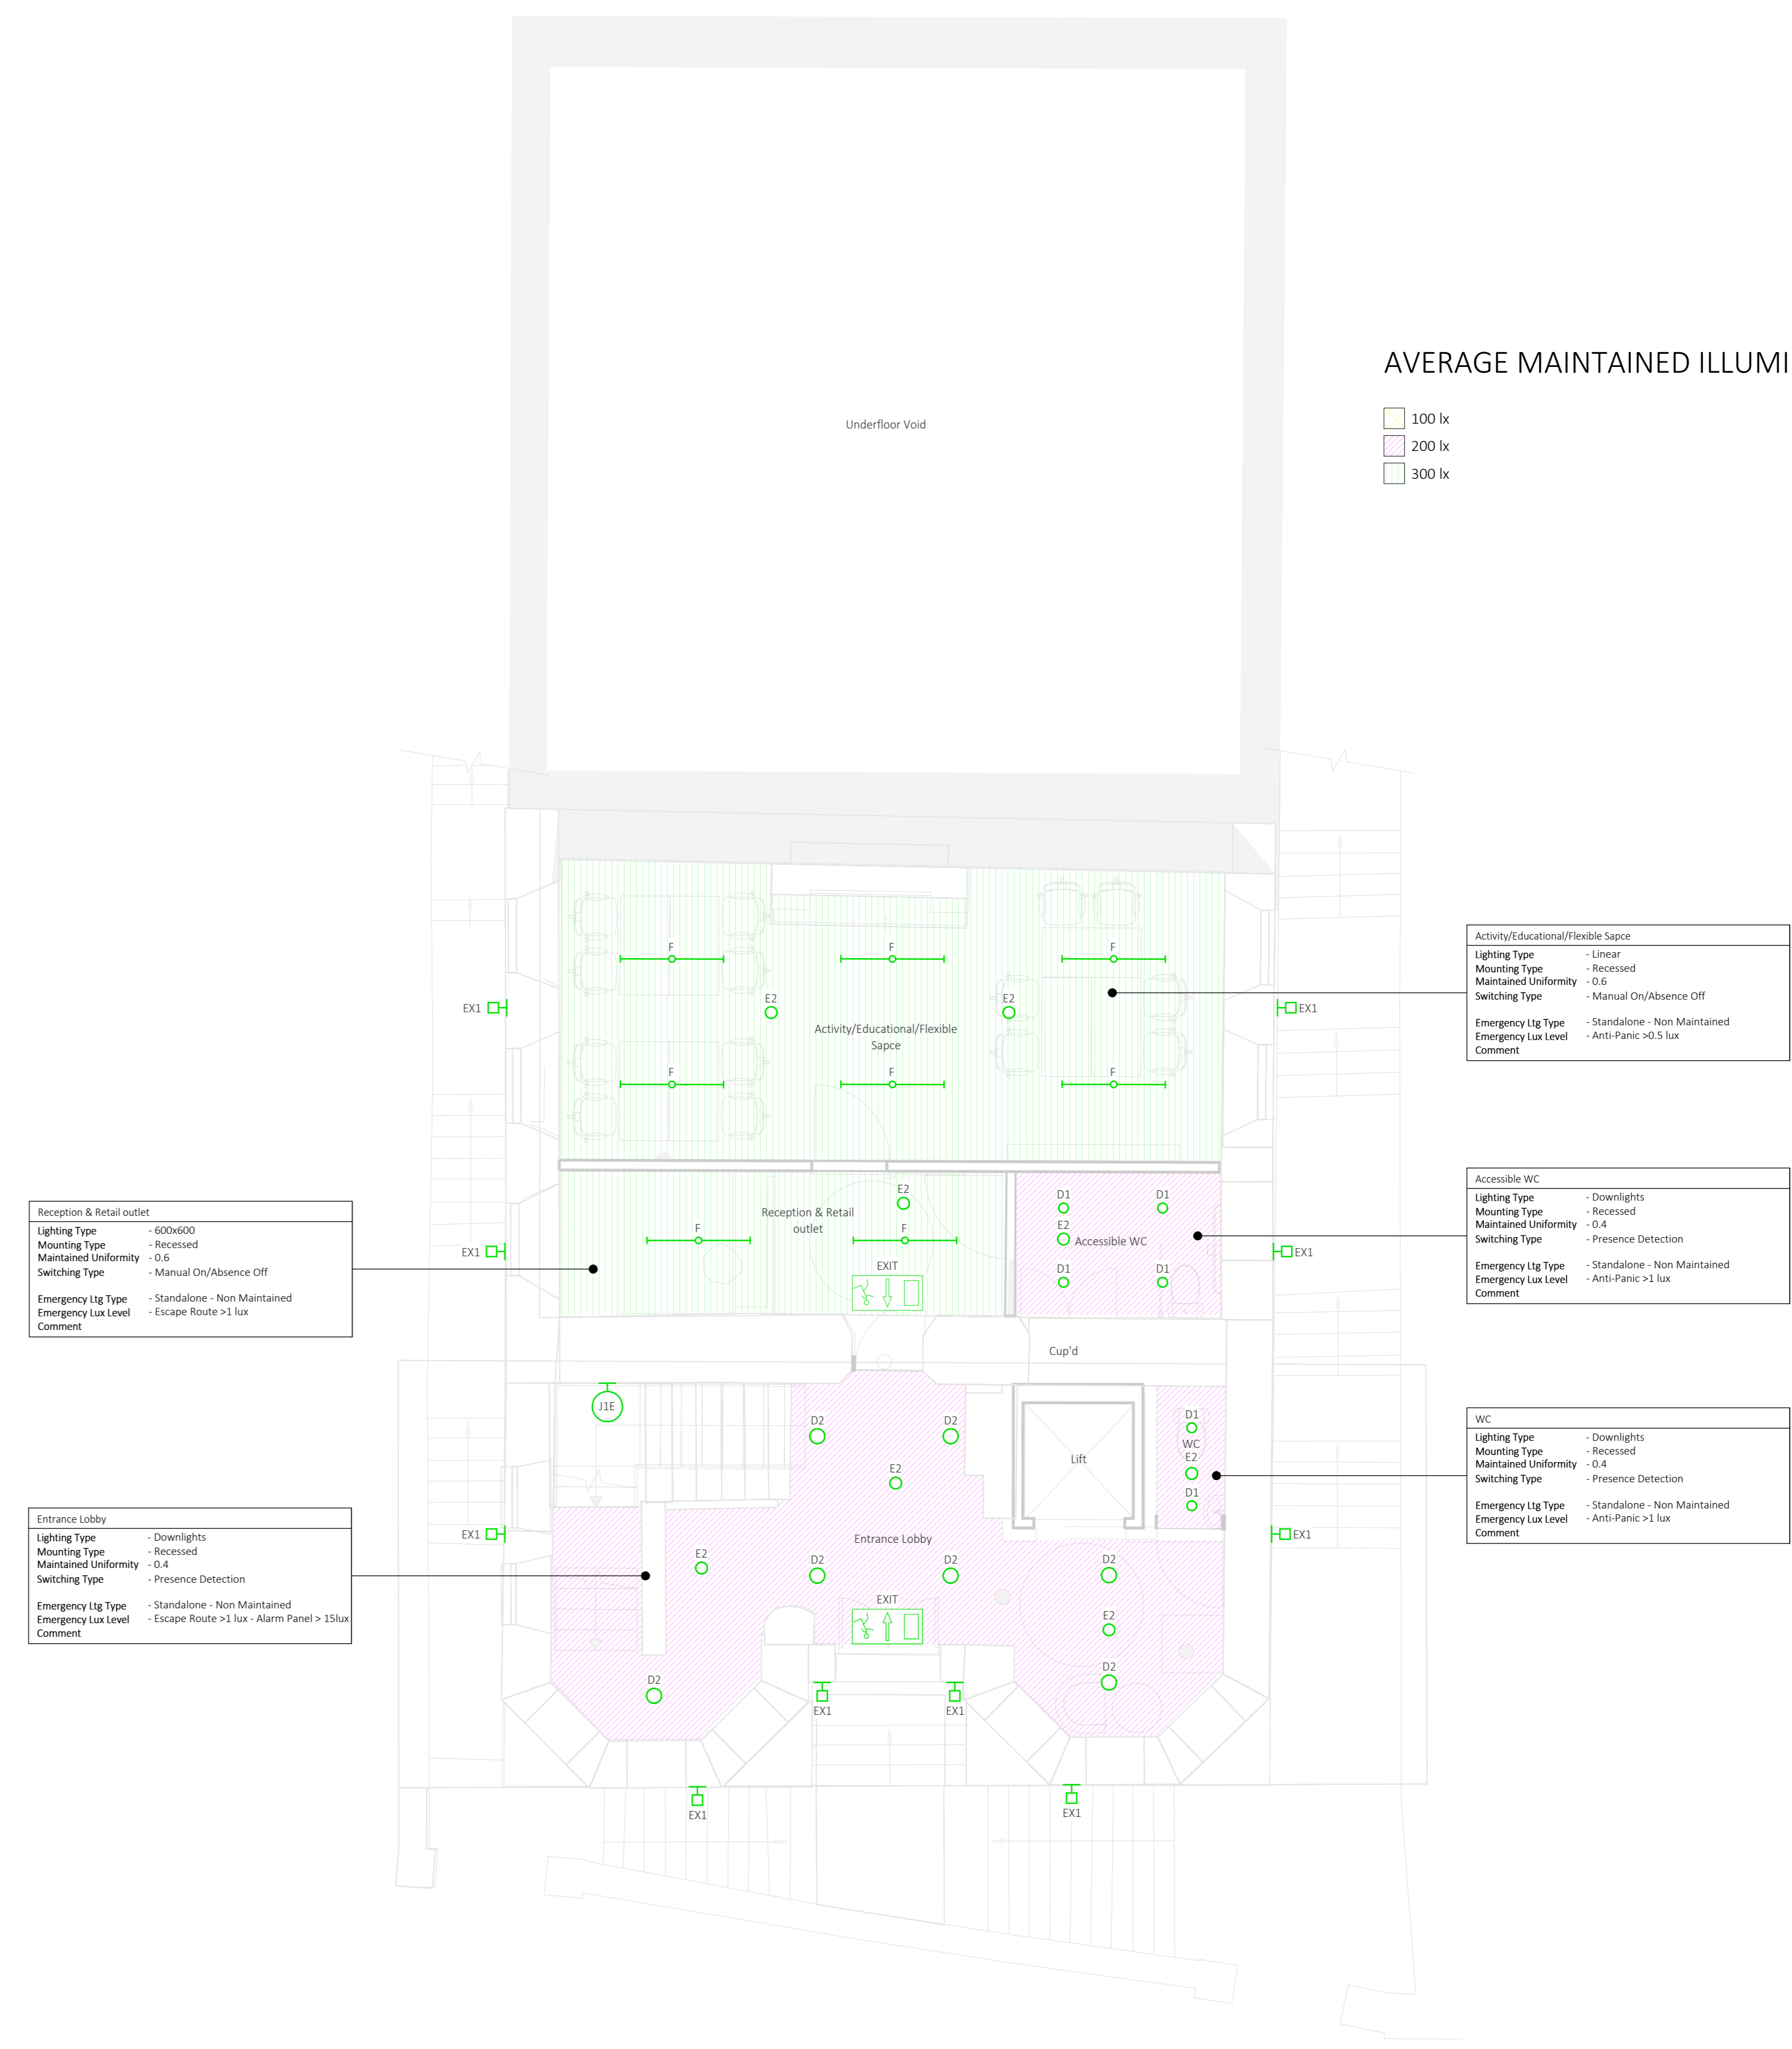 Underfloor Void
AVERAGE MAINTAINED ILLUMI
100 lx
200 lx
300 lx
Activity/Educational/Flexible Sapce
Lighting Type - Linear
Mounting Type - Recessed
Maintained Uniformity - 0.6
Switching Type - Manual On/Absence Off
Emergency Ltg Type - Standalone - Non Maintained
Emergency Lux Level - Anti-Panic >0.5 lux
Comment
F F F
E2 E2
EX1 EX1
Activity/Educational/Flexible
Sapce
F F F
Accessible WC
Lighting Type - Downlights
Mounting Type - Recessed
Maintained Uniformity - 0.4
Switching Type - Presence Detection
Emergency Ltg Type - Standalone - Non Maintained
Emergency Lux Level - Anti-Panic >1 lux
Comment
Reception & Retail outlet
Lighting Type - 600x600
Mounting Type - Recessed
Maintained Uniformity - 0.6
Switching Type - Manual On/Absence Off
Emergency Ltg Type - Standalone - Non Maintained
Emergency Lux Level - Escape Route >1 lux
Comment
E2 D1 D1
Reception & Retail
outlet
F F
E2
Accessible WC
EX1 EX1
EXIT
D1 D1
Cup'd
J1E
D2 D2
D1
WC
E2
D1
E2
Lift
WC
Lighting Type - Downlights
Mounting Type - Recessed
Maintained Uniformity - 0.4
Switching Type - Presence Detection
Emergency Ltg Type - Standalone - Non Maintained
Emergency Lux Level - Anti-Panic >1 lux
Comment
Entrance Lobby
Lighting Type - Downlights
Mounting Type - Recessed
Maintained Uniformity - 0.4
Switching Type - Presence Detection
Emergency Ltg Type - Standalone - Non Maintained
Emergency Lux Level - Escape Route >1 lux - Alarm Panel > 15lux
Comment
EX1 EX1
Entrance Lobby
E2 D2 D2 D2
EXIT
E2
D2 D2
EX1 EX1
EX1 EX1